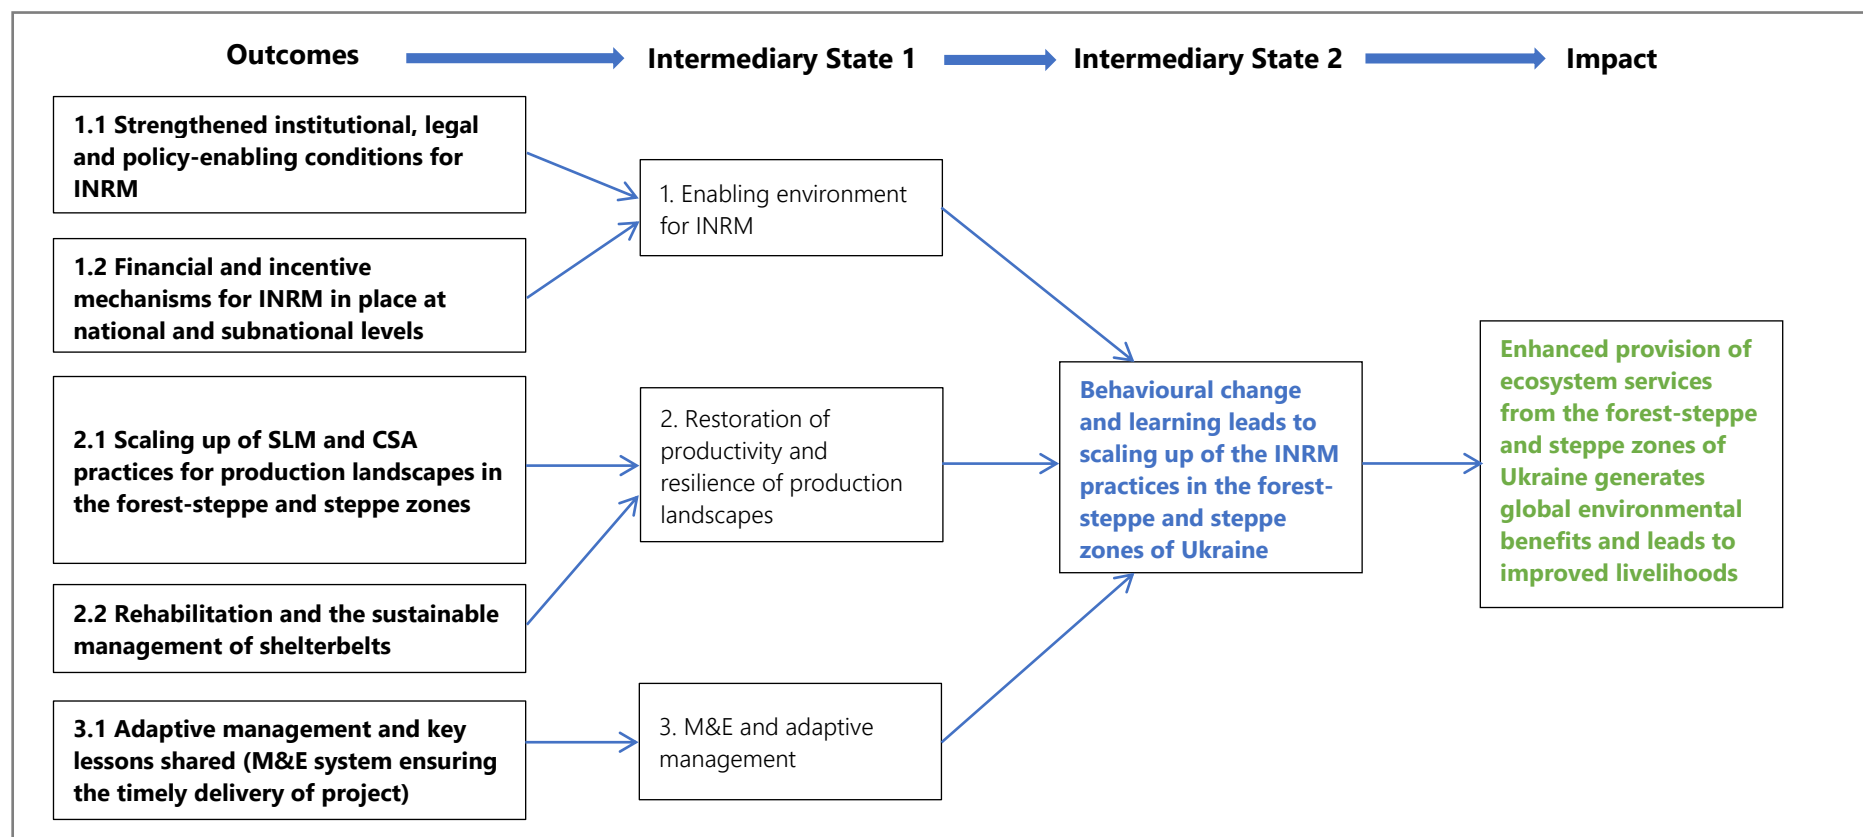 Outcomes
Intermediary State 1
Intermediary State 2
Impact
1.1 Strengthened institutional, legal
and policy-enabling conditions for
INRM
1.2 Financial and incentive
mechanisms for INRM in place at
national and subnational levels
2.1 Scaling up of SLM and CSA
practices for production landscapes in
the forest-steppe and steppe zones
2.2 Rehabilitation and the sustainable
management of shelterbelts
3.1 Adaptive management and key
lessons shared (M&E system ensuring
the timely delivery of project)
1. Enabling environment
for INRM
2. Restoration of
productivity and
resilience of production
landscapes
3. M&E and adaptive
management
Behavioural change
and learning leads to
scaling up of the INRM
practices in the forest-
steppe and steppe
zones of Ukraine
Enhanced provision of
ecosystem services
from the forest-steppe
and steppe zones of
Ukraine generates
global environmental
benefits and leads to
improved livelihoods